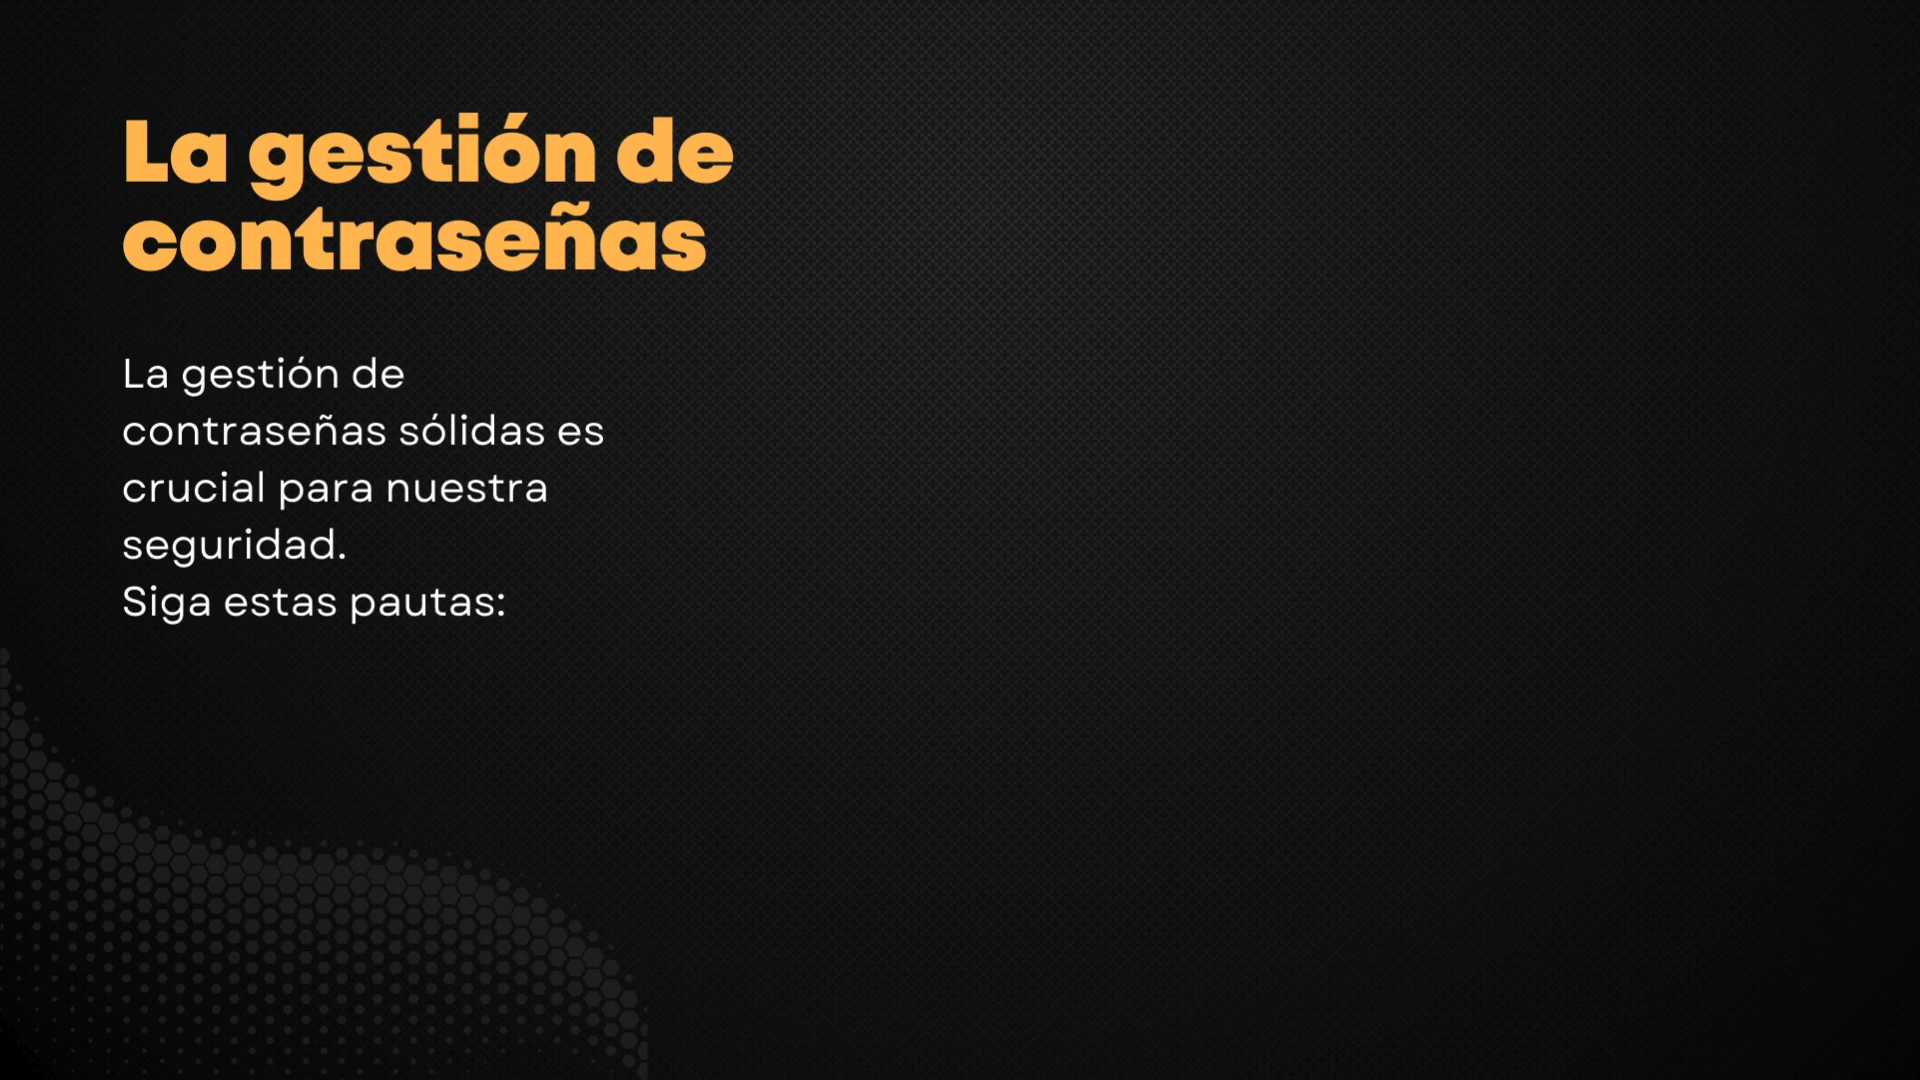 La gestión de
contraseñas
La gestión de
contraseñas sólidas es
crucial para nuestra
seguridad.
Siga estas pautas: